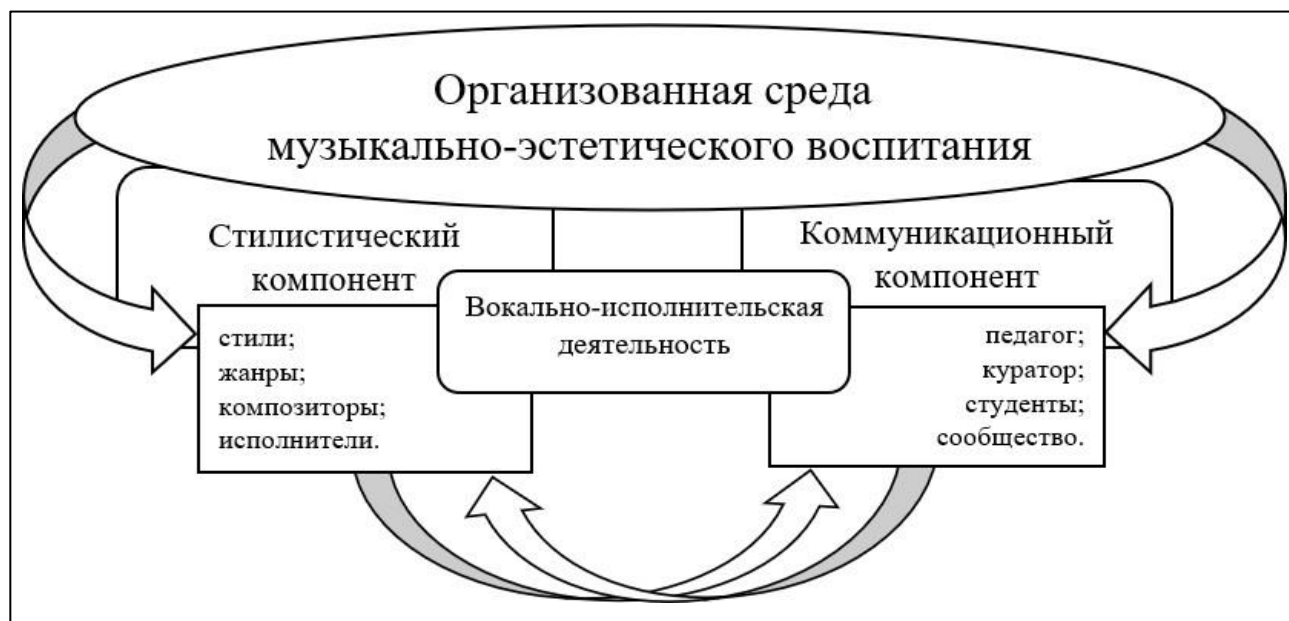 Организованная среда
музыкально-эстетического воспитания
Стилистический
компонент
Коммуникационный
компонент
Вокально-исполнительская
деятельность
стили;
жанры;
композиторы;
исполнители.
педагог;
куратор;
студенты;
сообщество.